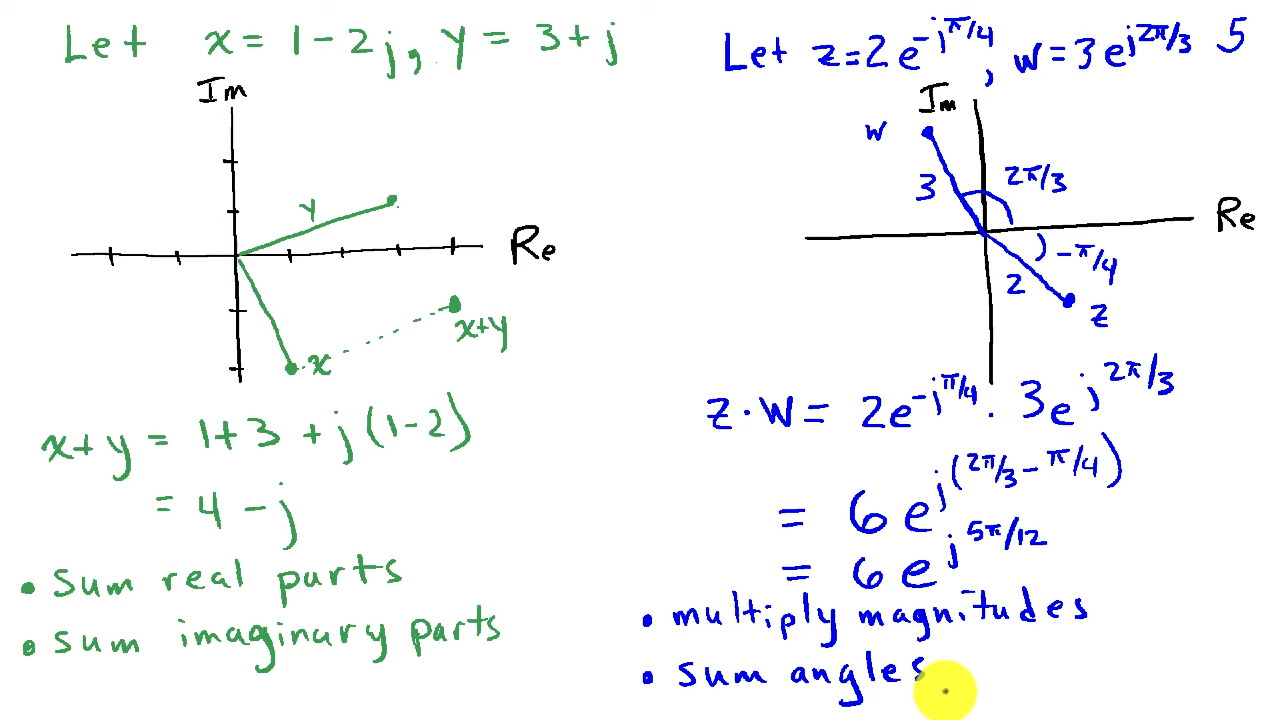 Let x = 1 - 2j, y = 3 + j
Im
y
Re
x
x+y
x+y = 1+3 + j(1-2)
= 4 - j
• sum real parts
• sum imaginary parts
Let z = 2e^{-jπ/4}, w = 3e^{j2π/3} 5
Im
w
3
2π/3
Re
-π/4
2
z
z · w = 2e^{-jπ/4} · 3e^{j2π/3}
= 6e^{j(2π/3 - π/4)}
= 6e^{j5π/12}
• multiply magnitudes
• sum angles